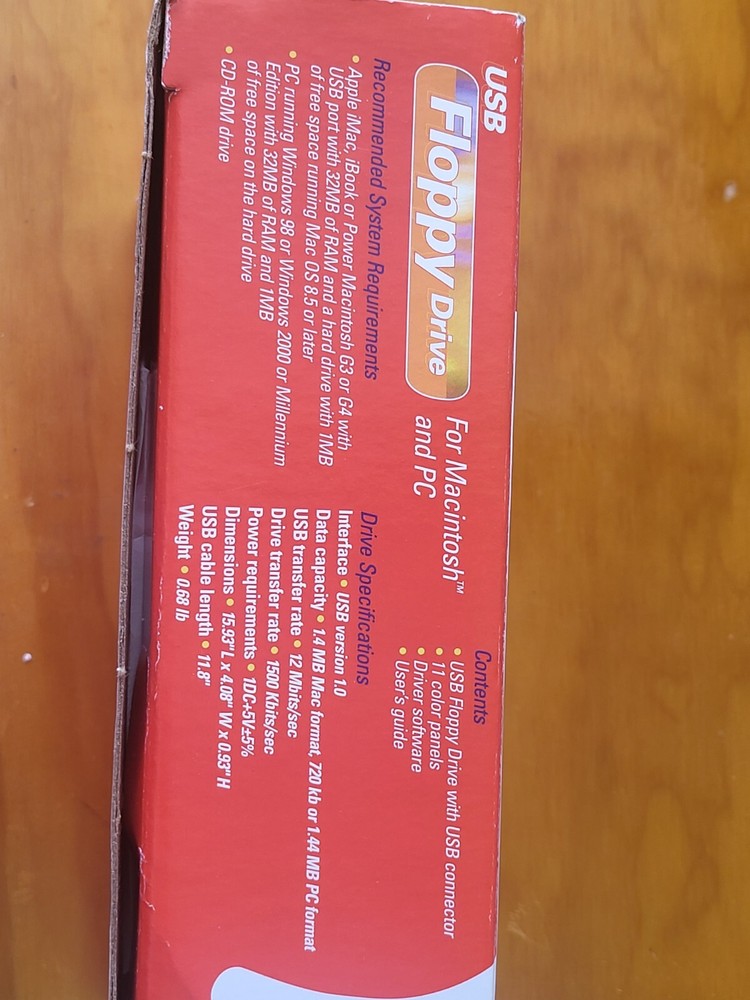 USB
Floppy Drive
For Macintosh™
and PC
Recommended System Requirements
• Apple iMac, iBook or Power Macintosh G3 or G4 with
USB port with 32MB of RAM and a hard drive with 1MB
of free space running Mac OS 8.5 or later
• PC running Windows 98 or Windows 2000 or Millennium
Edition with 32MB of RAM and 1MB
of free space on the hard drive
• CD-ROM drive
Contents
• USB Floppy Drive with USB connector
• 11 color panels
• Driver software
• User's guide
Drive Specifications
Interface • USB version 1.0
Data capacity • 1.4 MB Mac format, 720 kb or 1.44 MB PC format
USB transfer rate • 12 Mbits/sec
Drive transfer rate • 1500 Kbits/sec
Power requirements • 1DC+5V±5%
Dimensions • 15.93" L x 4.08" W x 0.93" H
USB cable length • 11.8"
Weight • 0.68 lb